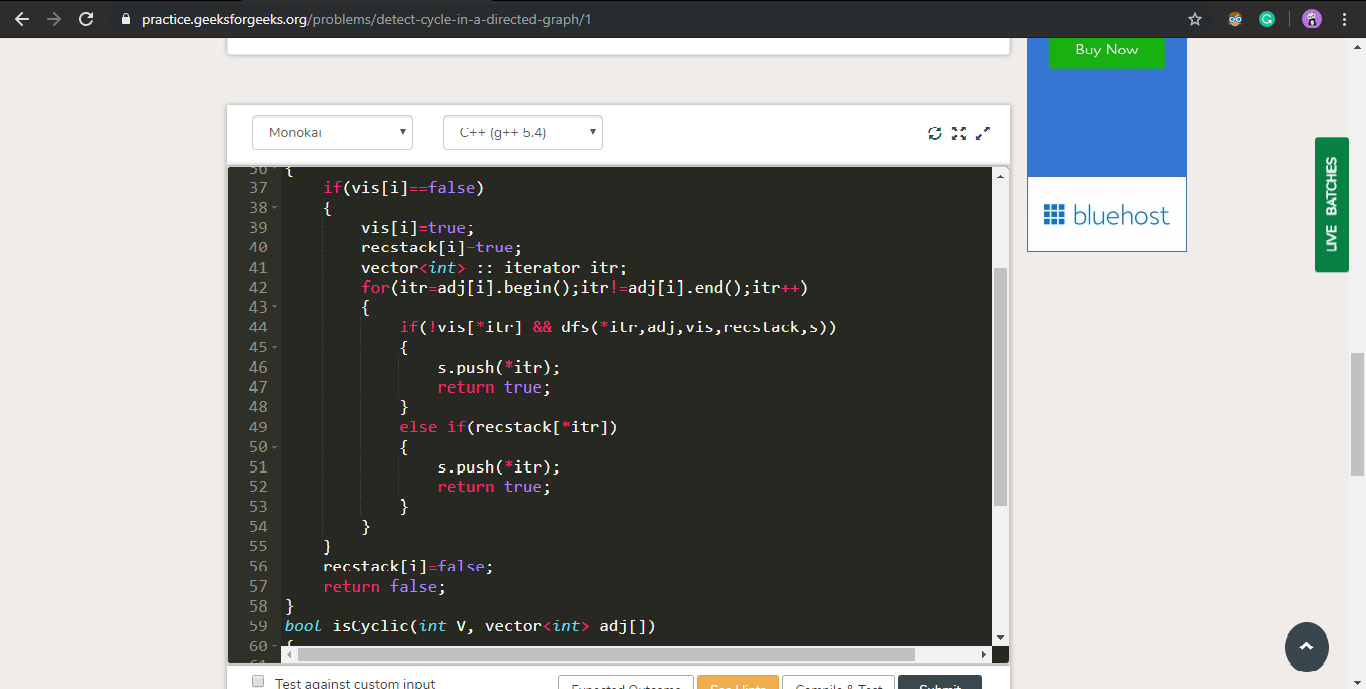 practice.geeksforgeeks.org/problems/detect-cycle-in-a-directed-graph/1
Buy Now
Monokai
C++ (g++ 5.4)
bluehost
LIVE BATCHES
36 {
37 if(vis[i]==false)
38 {
39 vis[i]=true;
40 recstack[i]=true;
41 vector<int> :: iterator itr;
42 for(itr=adj[i].begin();itr!=adj[i].end();itr++)
43 {
44 if(!vis[*itr] && dfs(*itr,adj,vis,recstack,s))
45 {
46 s.push(*itr);
47 return true;
48 }
49 else if(recstack[*itr])
50 {
51 s.push(*itr);
52 return true;
53 }
54 }
55 }
56 recstack[i]=false;
57 return false;
58 }
59 bool isCyclic(int V, vector<int> adj[])
60 {
61
Test against custom input
Expected Outcome
See Hints
Compile & Test
Submit